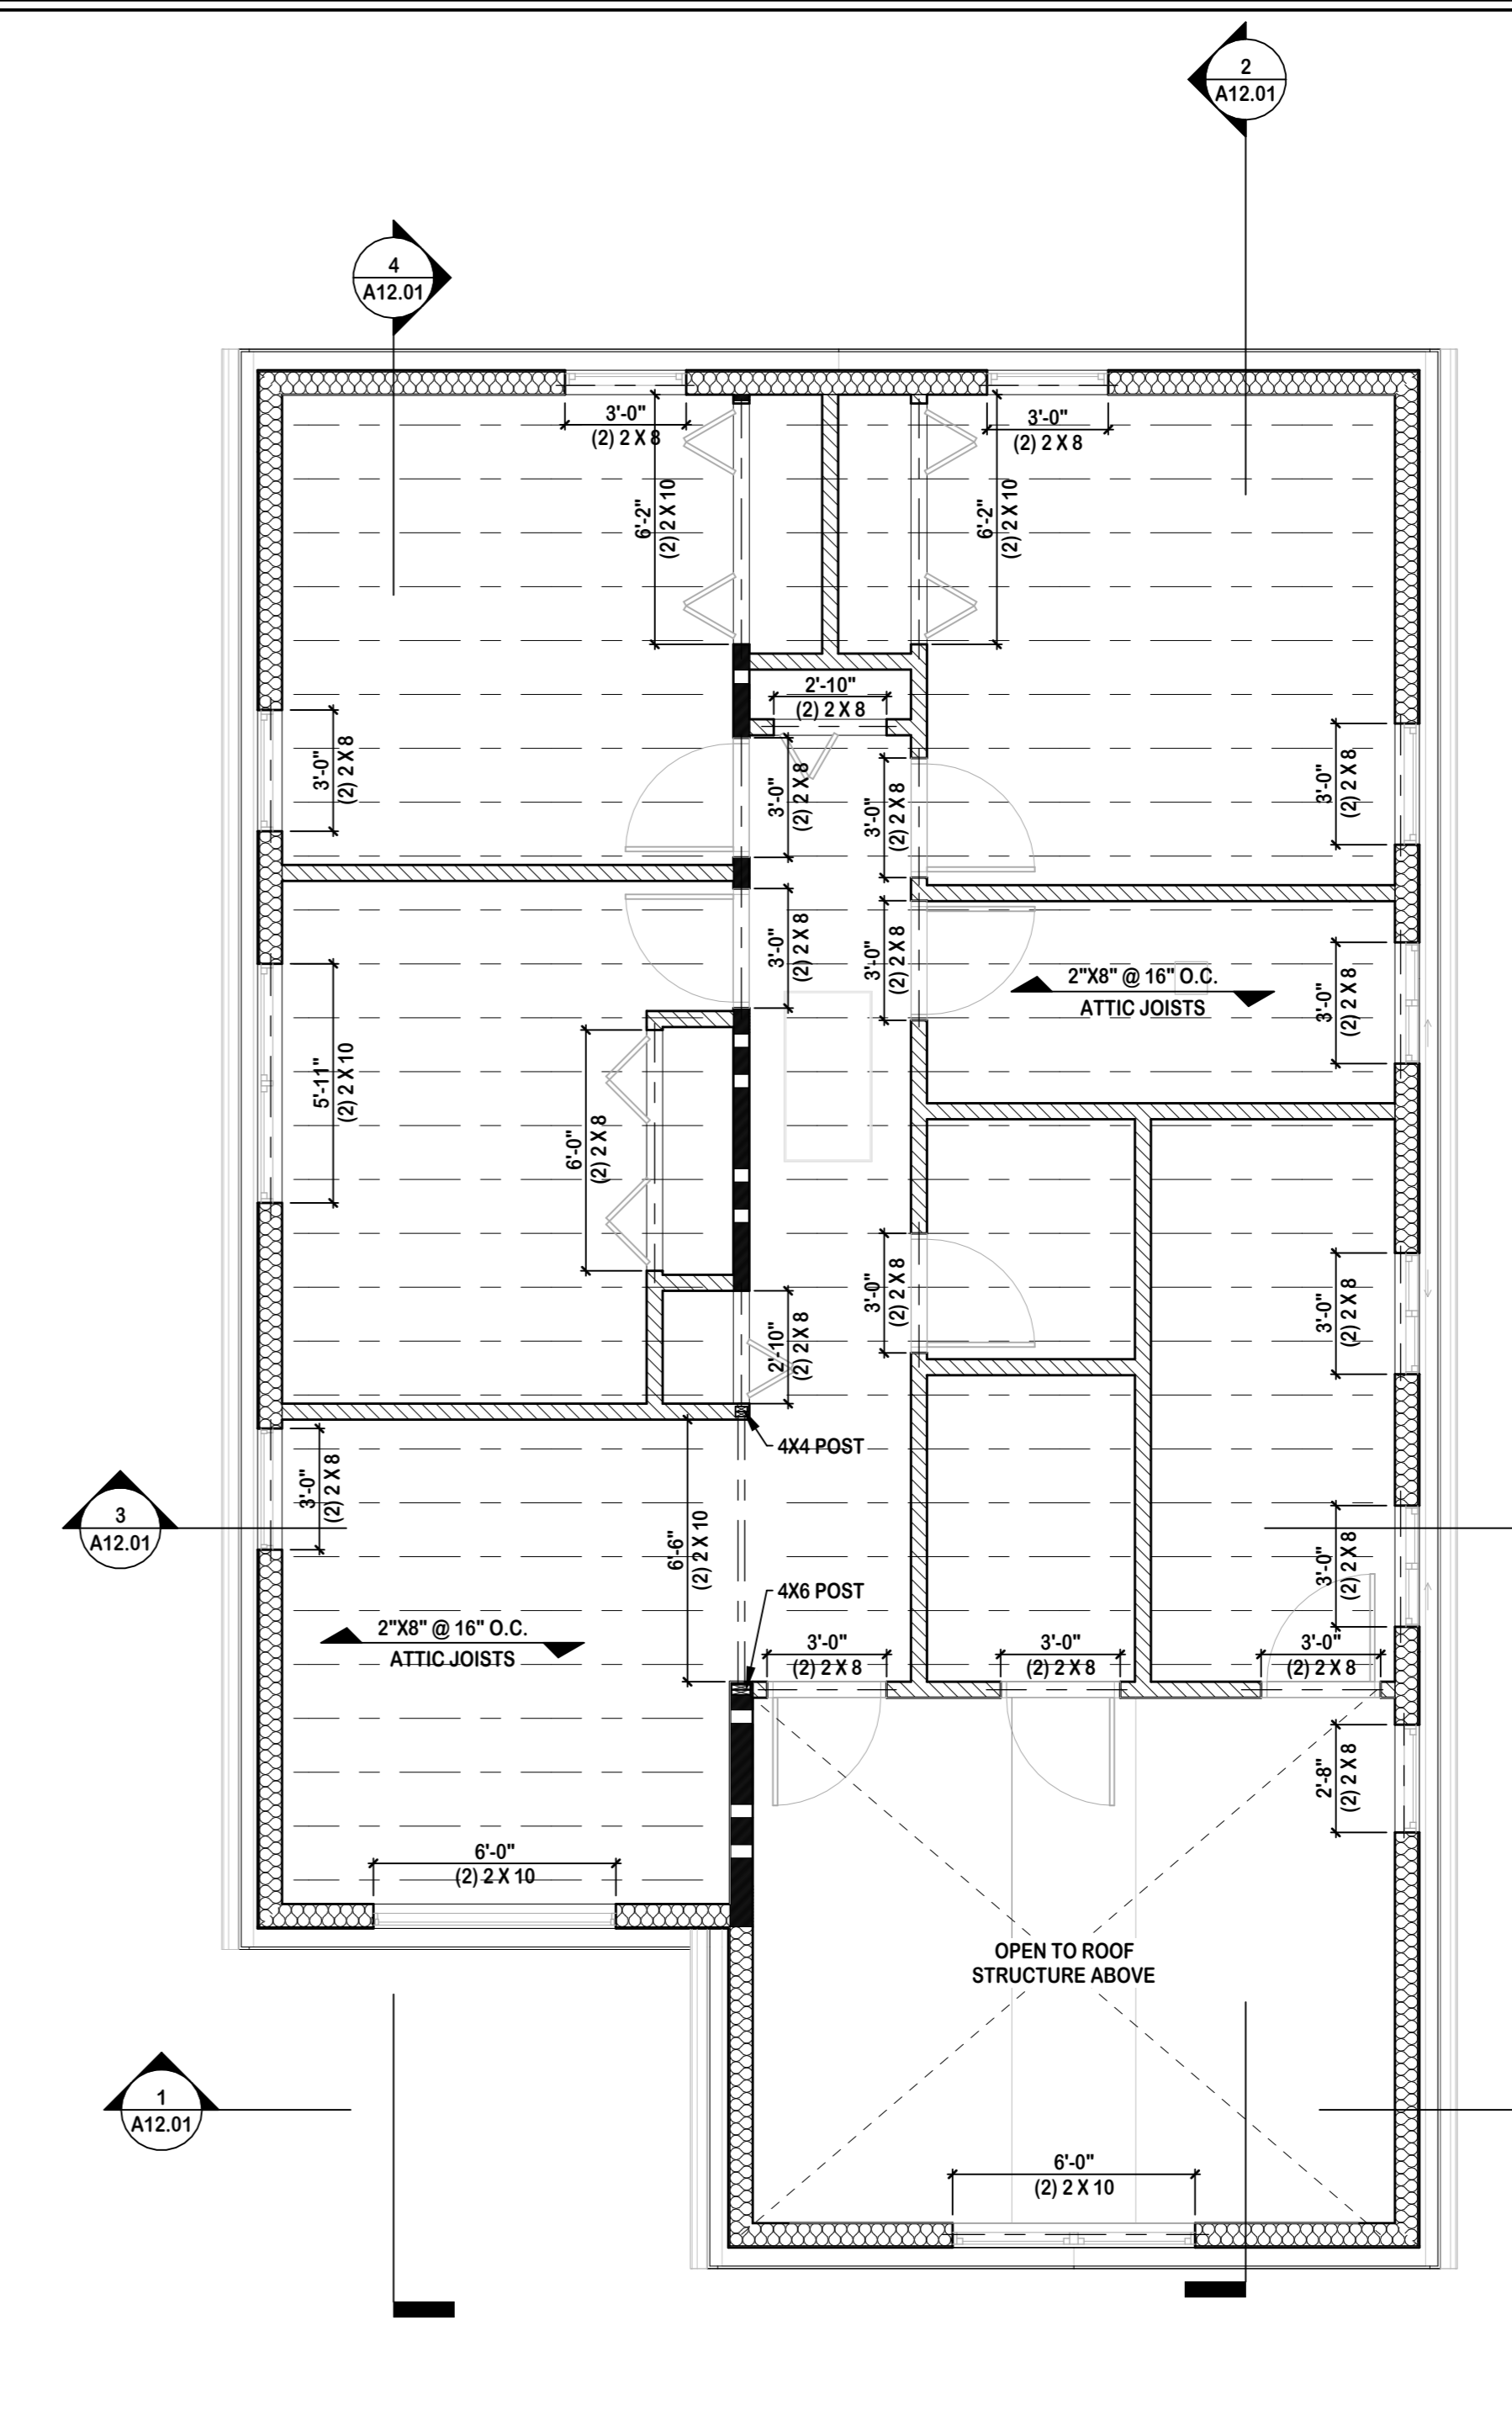 2
A12.01
4
A12.01
3'-0"
(2) 2 X 8
3'-0"
(2) 2 X 8
6'-2"
(2) 2 X 10
6'-2"
(2) 2 X 10
2'-10"
(2) 2 X 8
3'-0"
(2) 2 X 8
3'-0"
(2) 2 X 8
3'-0"
(2) 2 X 8
3'-0"
(2) 2 X 8
3'-0"
(2) 2 X 8
3'-0"
(2) 2 X 8
2"X8" @ 16" O.C.
ATTIC JOISTS
3'-0"
(2) 2 X 8
5'-11"
(2) 2 X 10
6'-0"
(2) 2 X 8
3'-0"
(2) 2 X 8
3'-0"
(2) 2 X 8
2'-10"
(2) 2 X 8
4X4 POST
3'-0"
(2) 2 X 8
3
A12.01
6'-6"
(2) 2 X 10
3'-0"
(2) 2 X 8
4X6 POST
2"X8" @ 16" O.C.
ATTIC JOISTS
3'-0"
(2) 2 X 8
3'-0"
(2) 2 X 8
3'-0"
(2) 2 X 8
2'-8"
(2) 2 X 8
6'-0"
(2) 2 X 10
OPEN TO ROOF
STRUCTURE ABOVE
1
A12.01
6'-0"
(2) 2 X 10